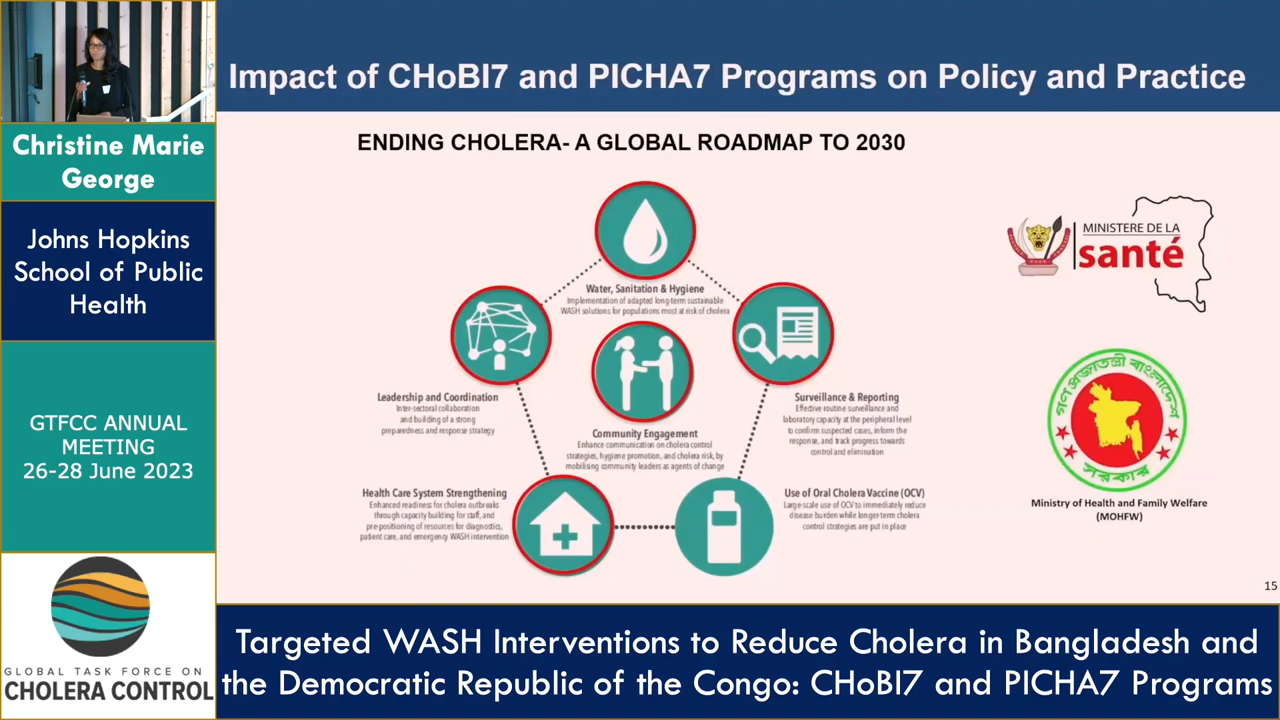 Impact of CHoBI7 and PICHA7 Programs on Policy and Practice
Christine Marie
George
Johns Hopkins
School of Public
Health
GTFCC ANNUAL
MEETING
26-28 June 2023
GLOBAL TASK FORCE ON
CHOLERA CONTROL
ENDING CHOLERA- A GLOBAL ROADMAP TO 2030
Water, Sanitation & Hygiene
Implementation of adapted long-term sustainable
WASH solutions for populations most at risk of cholera
Leadership and Coordination
Inter-sectoral collaboration
and building of a strong
preparedness and response strategy
Community Engagement
Enhance communication on cholera control
strategies, hygiene promotion, and cholera risk, by
mobilising community leaders as agents of change
Surveillance & Reporting
Effective routine surveillance and
laboratory capacity at the peripheral level
to confirm suspected cases, inform the
response, and track progress towards
control and elimination
Health Care System Strengthening
Enhanced readiness for cholera outbreaks
through capacity building for staff, and
pre-positioning of resources for diagnostics,
patient care, and emergency WASH intervention
Use of Oral Cholera Vaccine (OCV)
Large scale use of OCV to immediately reduce
disease burden while longer term cholera
control strategies are put in place
MINISTERE DE LA
santé
গণপ্রজাতন্ত্রী বাংলাদেশ
সরকার
Ministry of Health and Family Welfare
(MOHFW)
15
Targeted WASH Interventions to Reduce Cholera in Bangladesh and
the Democratic Republic of the Congo: CHoBI7 and PICHA7 Programs